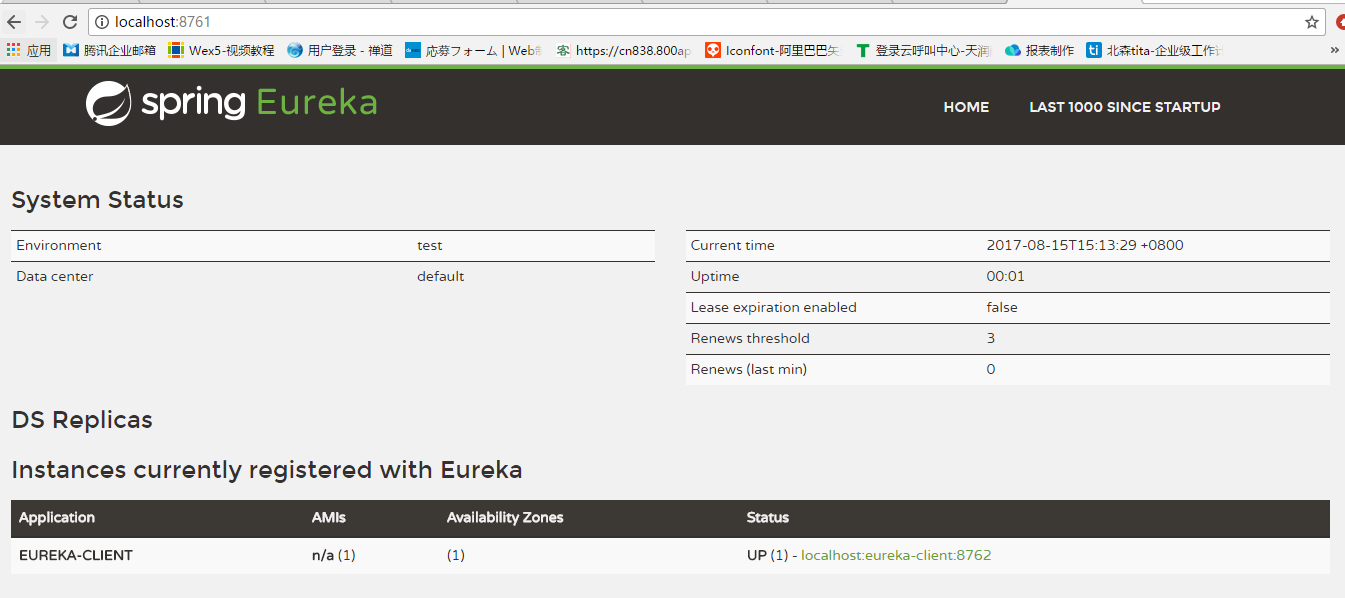 localhost:8761
应用 腾讯企业邮箱 Wex5-视频教程 用户登录 - 禅道 応募フォーム | Web 客 https://cn838.800ap Iconfont-阿里巴巴矢 登录云呼叫中心-天润 报表制作 ti 北森tita-企业级工作 »
spring Eureka HOME LAST 1000 SINCE STARTUP
System Status
Environment test Current time 2017-08-15T15:13:29 +0800
Data center default Uptime 00:01
Lease expiration enabled false
Renews threshold 3
Renews (last min) 0
DS Replicas
Instances currently registered with Eureka
Application AMIs Availability Zones Status
EUREKA-CLIENT n/a (1) (1) UP (1) - localhost:eureka-client:8762